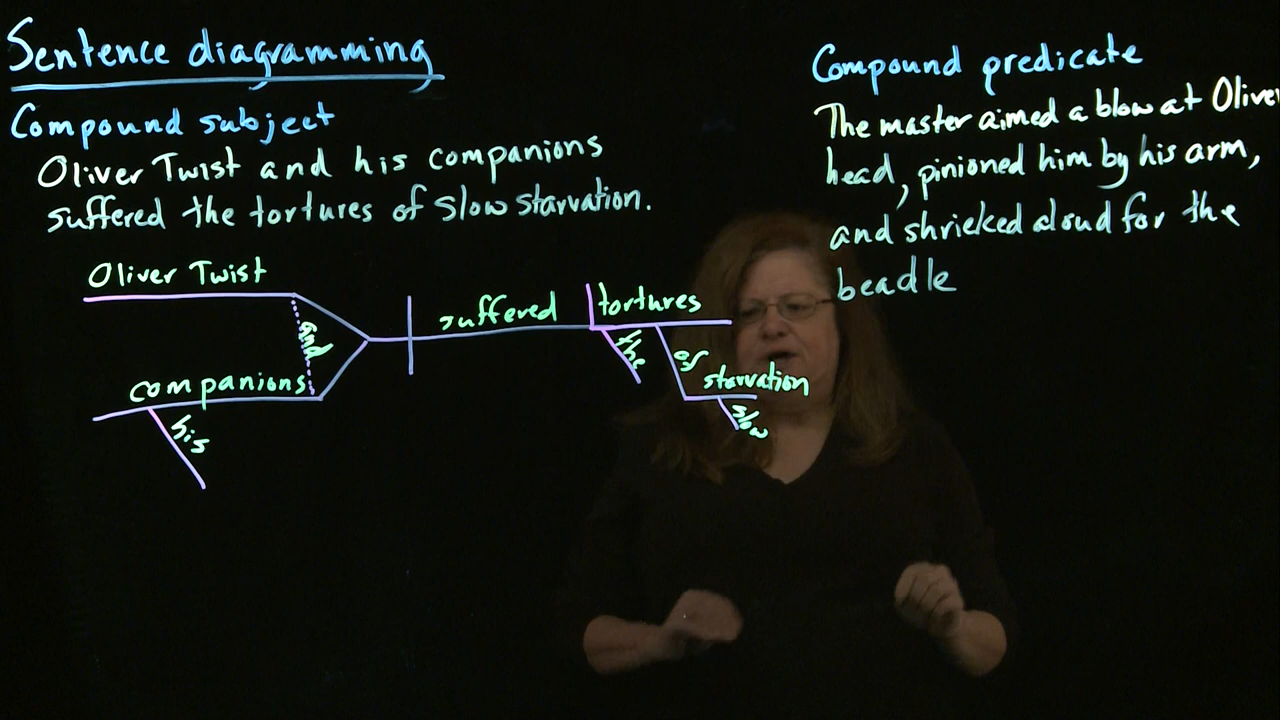 Sentence diagramming
Compound subject
Oliver Twist and his companions
suffered the tortures of slow starvation.
Oliver Twist
and
companions
his
suffered
tortures
the
of
starvation
slow
Compound predicate
The master aimed a blow at Oliver
head, pinioned him by his arm,
and shrieked aloud for the
beadle